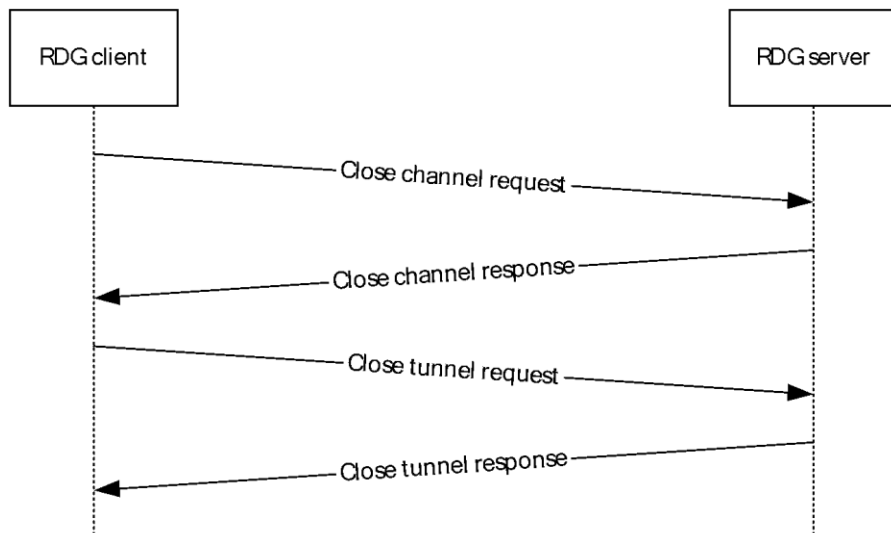 RDG client
RDG server
Close channel request
Close channel response
Close tunnel request
Close tunnel response